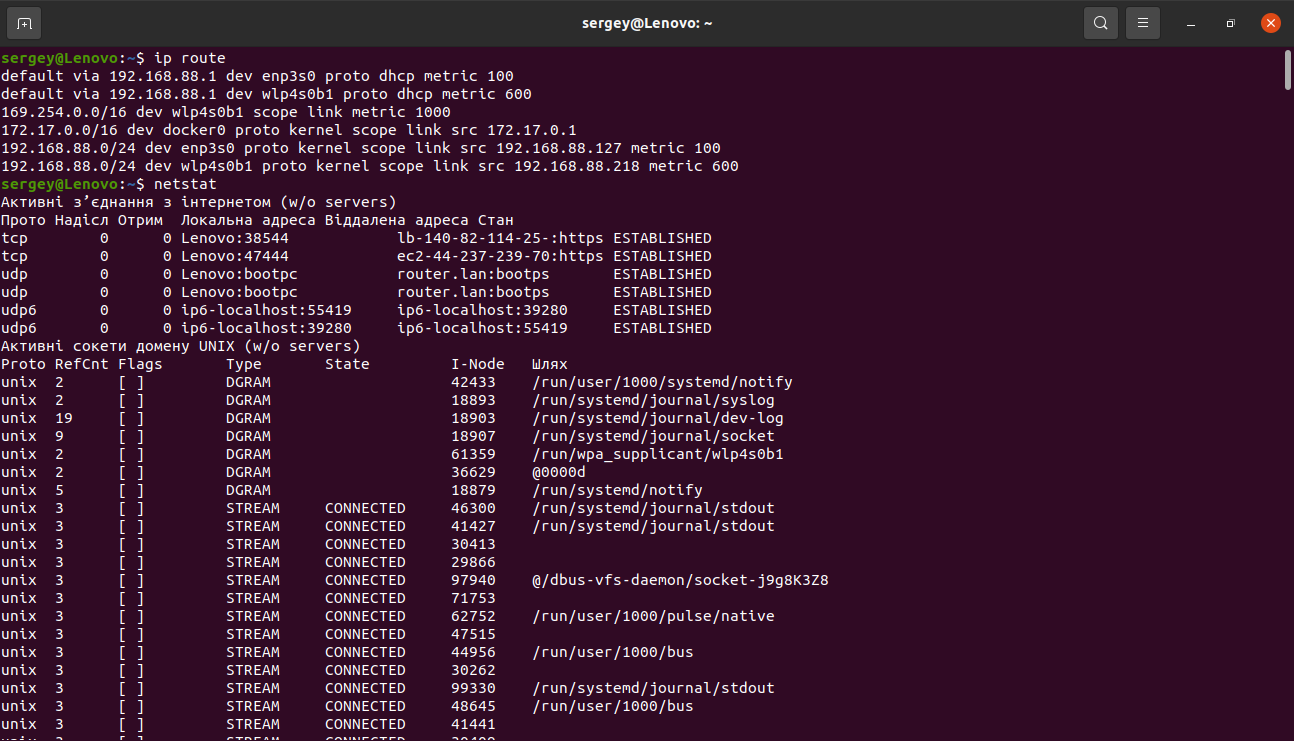 sergey@Lenovo: ~
sergey@Lenovo:~$ ip route
default via 192.168.88.1 dev enp3s0 proto dhcp metric 100
default via 192.168.88.1 dev wlp4s0b1 proto dhcp metric 600
169.254.0.0/16 dev wlp4s0b1 scope link metric 1000
172.17.0.0/16 dev docker0 proto kernel scope link src 172.17.0.1
192.168.88.0/24 dev enp3s0 proto kernel scope link src 192.168.88.127 metric 100
192.168.88.0/24 dev wlp4s0b1 proto kernel scope link src 192.168.88.218 metric 600
sergey@Lenovo:~$ netstat
Активні з’єднання з інтернетом (w/o servers)
Прото Надісл Отрим  Локальна адреса Віддалена адреса Стан
tcp        0      0 Lenovo:38544            lb-140-82-114-25-:https ESTABLISHED
tcp        0      0 Lenovo:47444            ec2-44-237-239-70:https ESTABLISHED
udp        0      0 Lenovo:bootpc           router.lan:bootps       ESTABLISHED
udp        0      0 Lenovo:bootpc           router.lan:bootps       ESTABLISHED
udp6       0      0 ip6-localhost:55419     ip6-localhost:39280     ESTABLISHED
udp6       0      0 ip6-localhost:39280     ip6-localhost:55419     ESTABLISHED
Активні сокети домену UNIX (w/o servers)
Proto RefCnt Flags       Type       State         I-Node   Шлях
unix  2      [ ]         DGRAM                    42433    /run/user/1000/systemd/notify
unix  2      [ ]         DGRAM                    18893    /run/systemd/journal/syslog
unix  19     [ ]         DGRAM                    18903    /run/systemd/journal/dev-log
unix  9      [ ]         DGRAM                    18907    /run/systemd/journal/socket
unix  2      [ ]         DGRAM                    61359    /run/wpa_supplicant/wlp4s0b1
unix  2      [ ]         DGRAM                    36629    @0000d
unix  5      [ ]         DGRAM                    18879    /run/systemd/notify
unix  3      [ ]         STREAM     CONNECTED     46300    /run/systemd/journal/stdout
unix  3      [ ]         STREAM     CONNECTED     41427    /run/systemd/journal/stdout
unix  3      [ ]         STREAM     CONNECTED     30413
unix  3      [ ]         STREAM     CONNECTED     29866
unix  3      [ ]         STREAM     CONNECTED     97940    @/dbus-vfs-daemon/socket-j9g8K3Z8
unix  3      [ ]         STREAM     CONNECTED     71753
unix  3      [ ]         STREAM     CONNECTED     62752    /run/user/1000/pulse/native
unix  3      [ ]         STREAM     CONNECTED     47515
unix  3      [ ]         STREAM     CONNECTED     44956    /run/user/1000/bus
unix  3      [ ]         STREAM     CONNECTED     30262
unix  3      [ ]         STREAM     CONNECTED     99330    /run/systemd/journal/stdout
unix  3      [ ]         STREAM     CONNECTED     48645    /run/user/1000/bus
unix  3      [ ]         STREAM     CONNECTED     41441